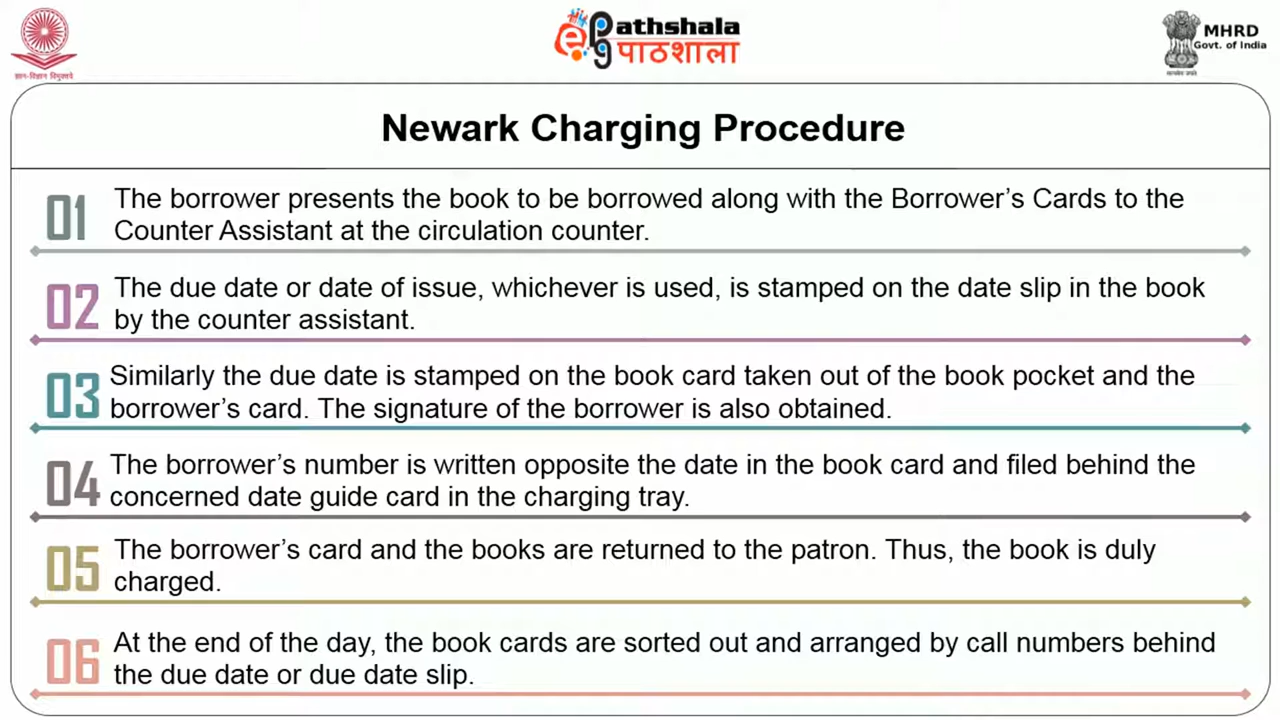 ePathshala
पाठशाला
MHRD
Govt. of India
ज्ञान-विज्ञान विमुक्तये
सत्यमेव जयते
Newark Charging Procedure
01
The borrower presents the book to be borrowed along with the Borrower’s Cards to the
Counter Assistant at the circulation counter.
02
The due date or date of issue, whichever is used, is stamped on the date slip in the book
by the counter assistant.
03
Similarly the due date is stamped on the book card taken out of the book pocket and the
borrower’s card. The signature of the borrower is also obtained.
04
The borrower’s number is written opposite the date in the book card and filed behind the
concerned date guide card in the charging tray.
05
The borrower’s card and the books are returned to the patron. Thus, the book is duly
charged.
06
At the end of the day, the book cards are sorted out and arranged by call numbers behind
the due date or due date slip.